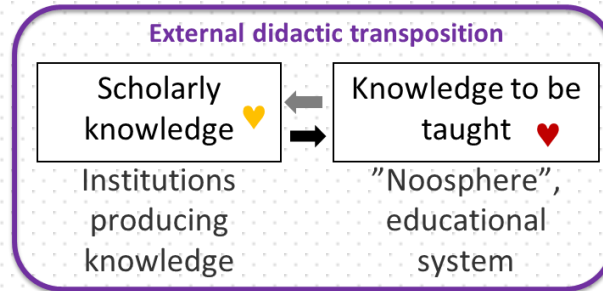 External didactic transposition
Scholarly
knowledge
Knowledge to be
taught
Institutions
producing
knowledge
”Noosphere”,
educational
system